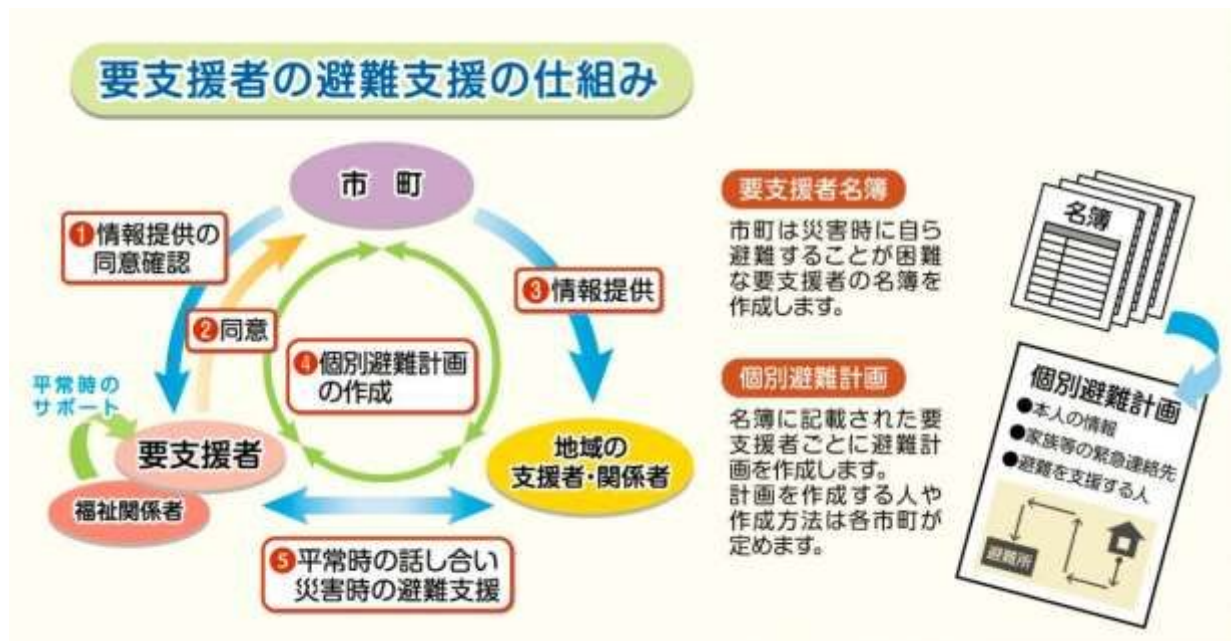 要支援者の避難支援の仕組み
市 町
❶情報提供の
同意確認
❷同意
❸情報提供
❹個別避難計画
の作成
平常時の
サポート
要支援者
福祉関係者
地域の
支援者・関係者
❺平常時の話し合い
災害時の避難支援
要支援者名簿
市町は災害時に自ら
避難することが困難
な要支援者の名簿を
作成します。
個別避難計画
名簿に記載された要
支援者ごとに避難計
画を作成します。
計画を作成する人や
作成方法は各市町が
定めます。
名簿
個別避難計画
●本人の情報
●家族等の緊急連絡先
●避難を支援する人
避難所